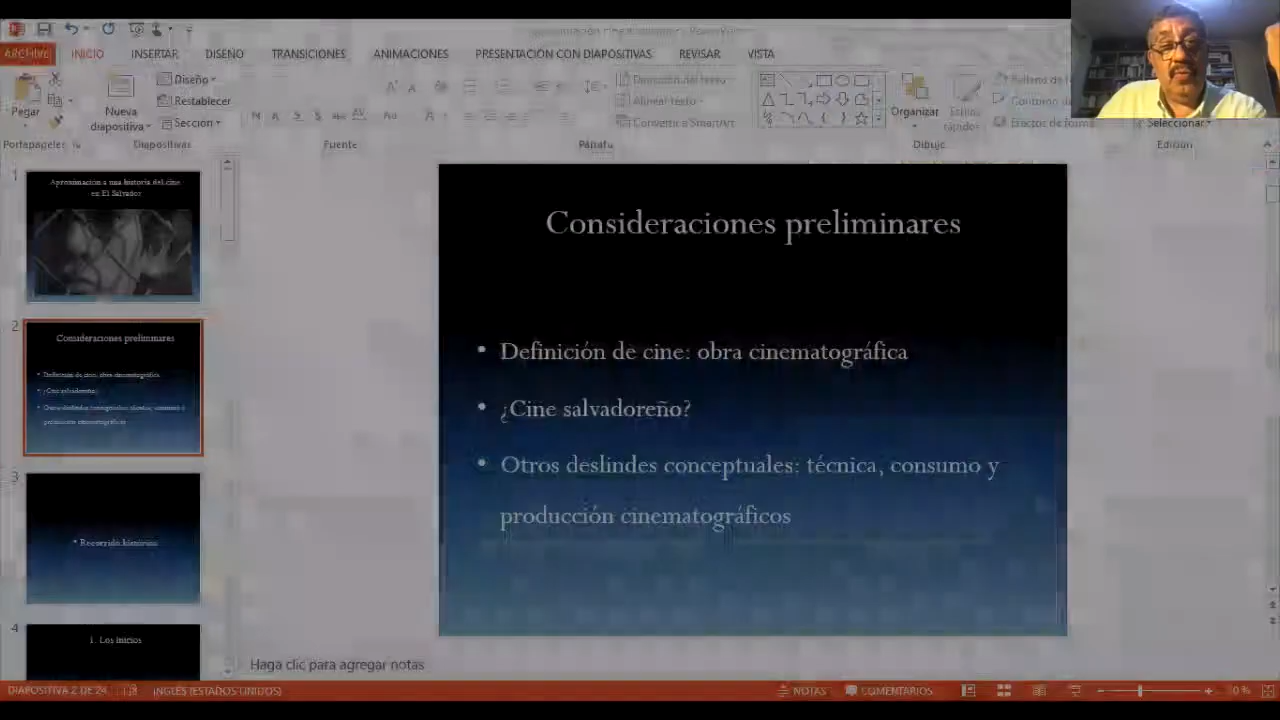 ARCHIVO INICIO INSERTAR DISEÑO TRANSICIONES ANIMACIONES PRESENTACIÓN CON DIAPOSITIVAS REVISAR VISTA
Pegar
Nueva
diapositiva
Diseño
Restablecer
Sección
Dirección del texto
Alinear texto
Convertir a SmartArt
Organizar
Estilos
rápidos
Relleno de f
Contorno d
Efectos de forma
Seleccionar
Portapapeles Diapositivas Fuente Párrafo Dibujo Edición
1
Aproximación a una historia del cine
en El Salvador
2
Consideraciones preliminares
• Definición de cine: obra cinematográfica
• ¿Cine salvadoreño?
• Otros deslindes conceptuales: técnica, consumo y
producción cinematográficos
3
• Recorrido histórico
4
1. Los inicios
Consideraciones preliminares
• Definición de cine: obra cinematográfica
• ¿Cine salvadoreño?
• Otros deslindes conceptuales: técnica, consumo y
producción cinematográficos
Haga clic para agregar notas
DIAPOSITIVA 2 DE 24 INGLÉS (ESTADOS UNIDOS) NOTAS COMENTARIOS